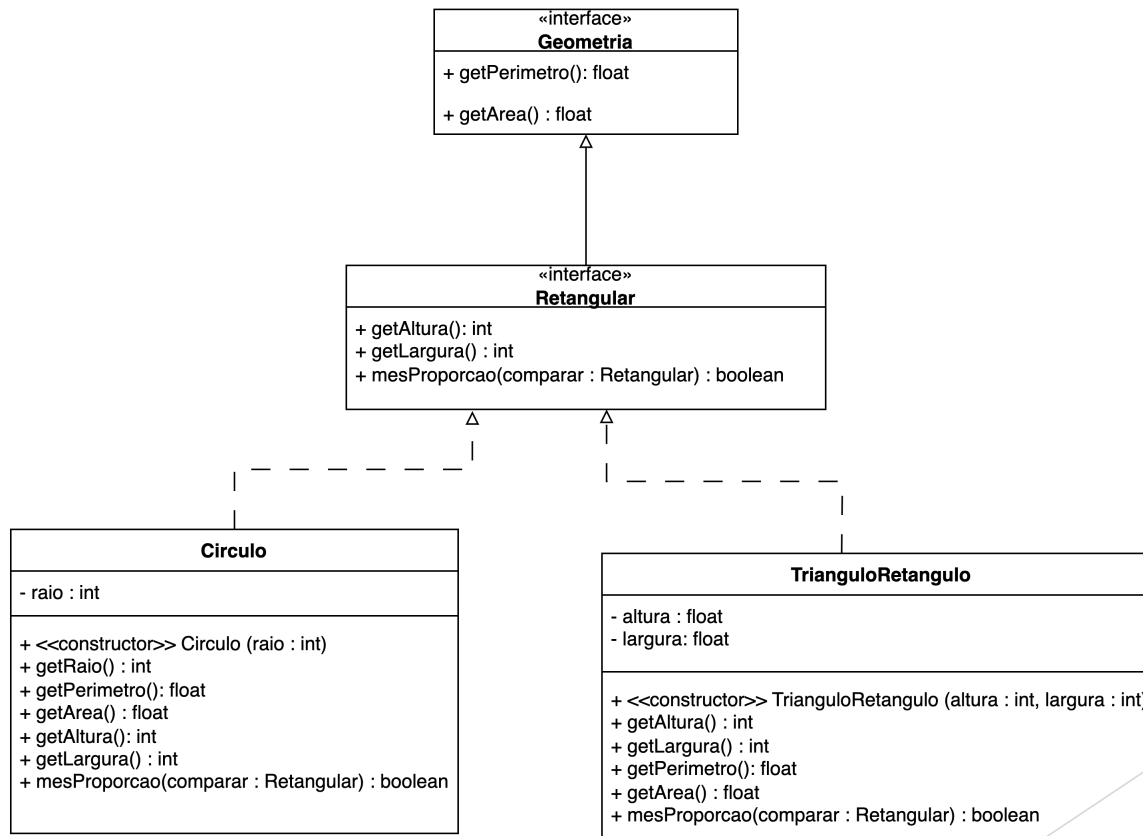 «interface»
Geometria
+ getPerimetro(): float
+ getArea() : float
«interface»
Retangular
+ getAltura(): int
+ getLargura() : int
+ mesProporcao(comparar : Retangular) : boolean
Circulo
- raio : int
+ <<constructor>> Circulo (raio : int)
+ getRaio() : int
+ getPerimetro(): float
+ getArea() : float
+ getAltura(): int
+ getLargura() : int
+ mesProporcao(comparar : Retangular) : boolean
TrianguloRetangulo
- altura : float
- largura: float
+ <<constructor>> TrianguloRetangulo (altura : int, largura : int)
+ getAltura() : int
+ getLargura() : int
+ getPerimetro(): float
+ getArea() : float
+ mesProporcao(comparar : Retangular) : boolean